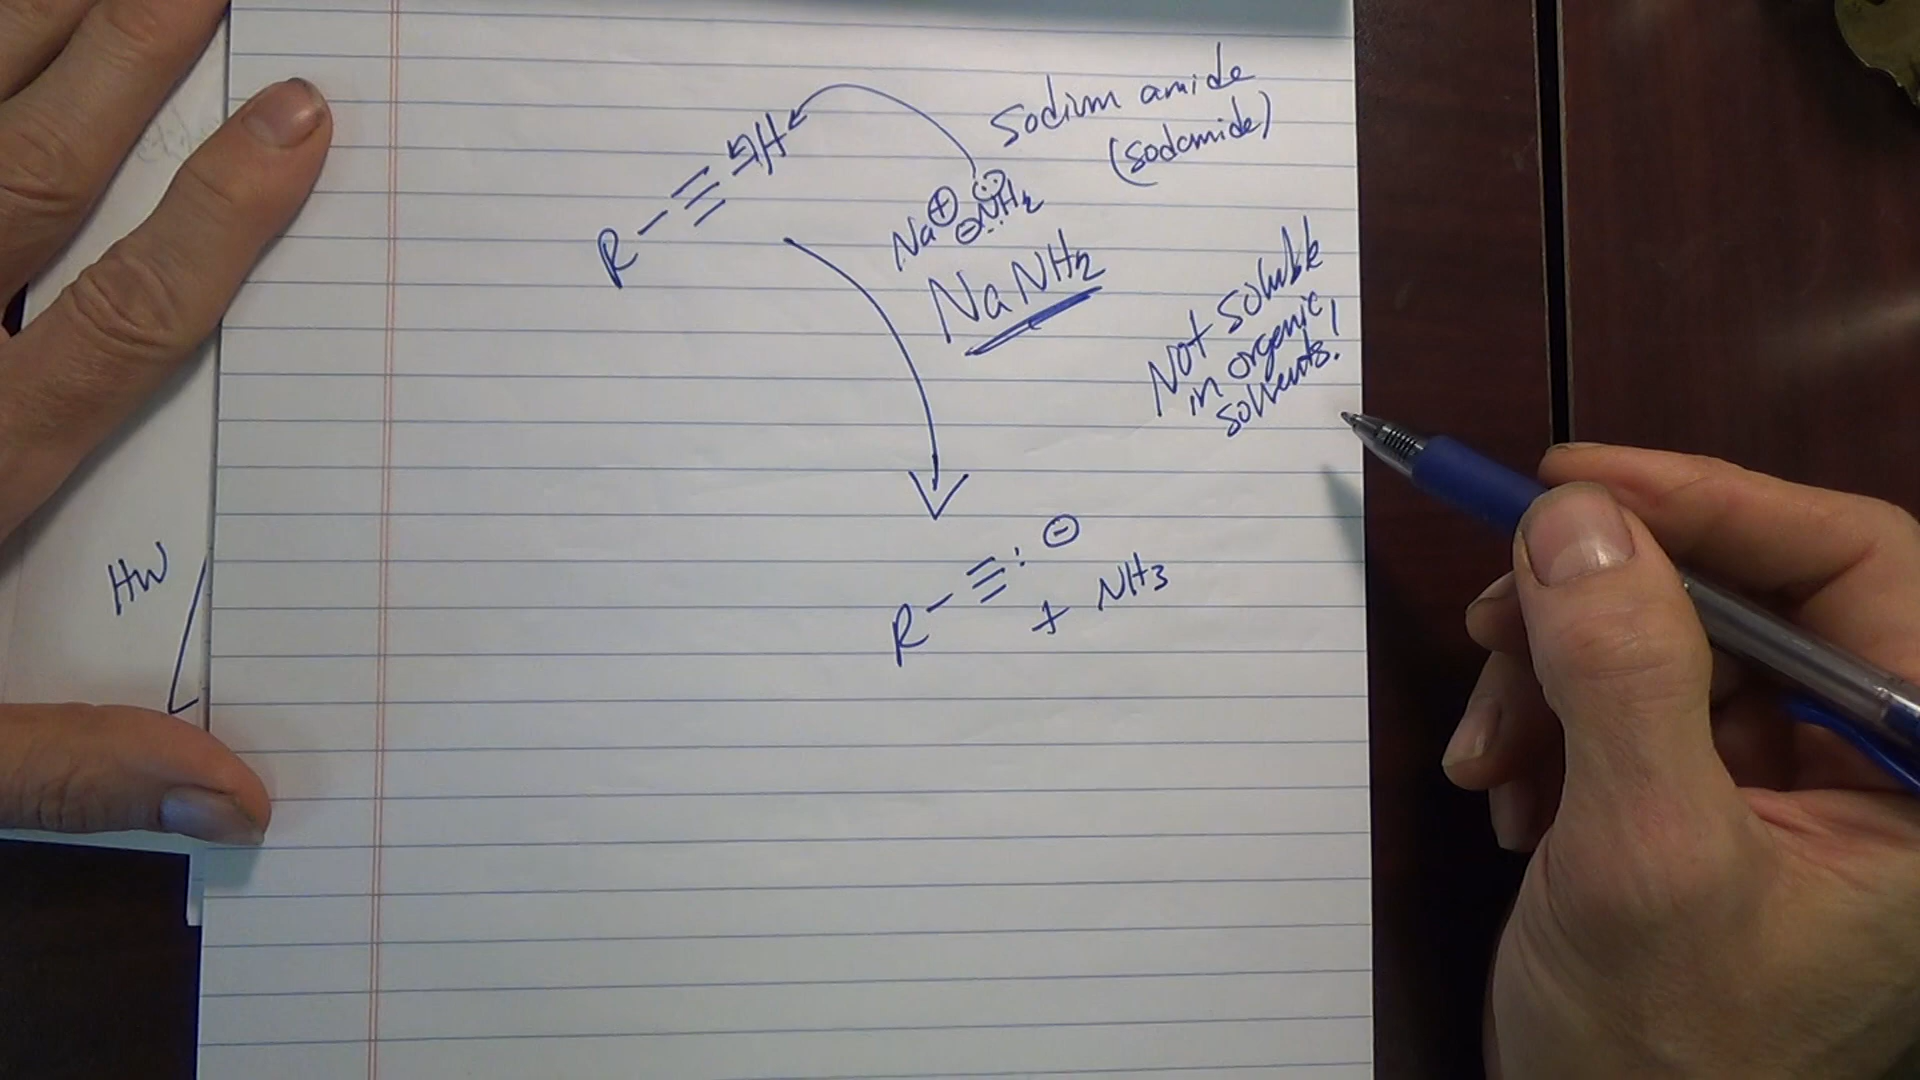 Sodium amide
(sodamide)
R-≡-H
Na⊕ ⊖:NH2
NaNH2
Not soluble
in organic
solvents!
HW
R-≡:⊖
+ NH3